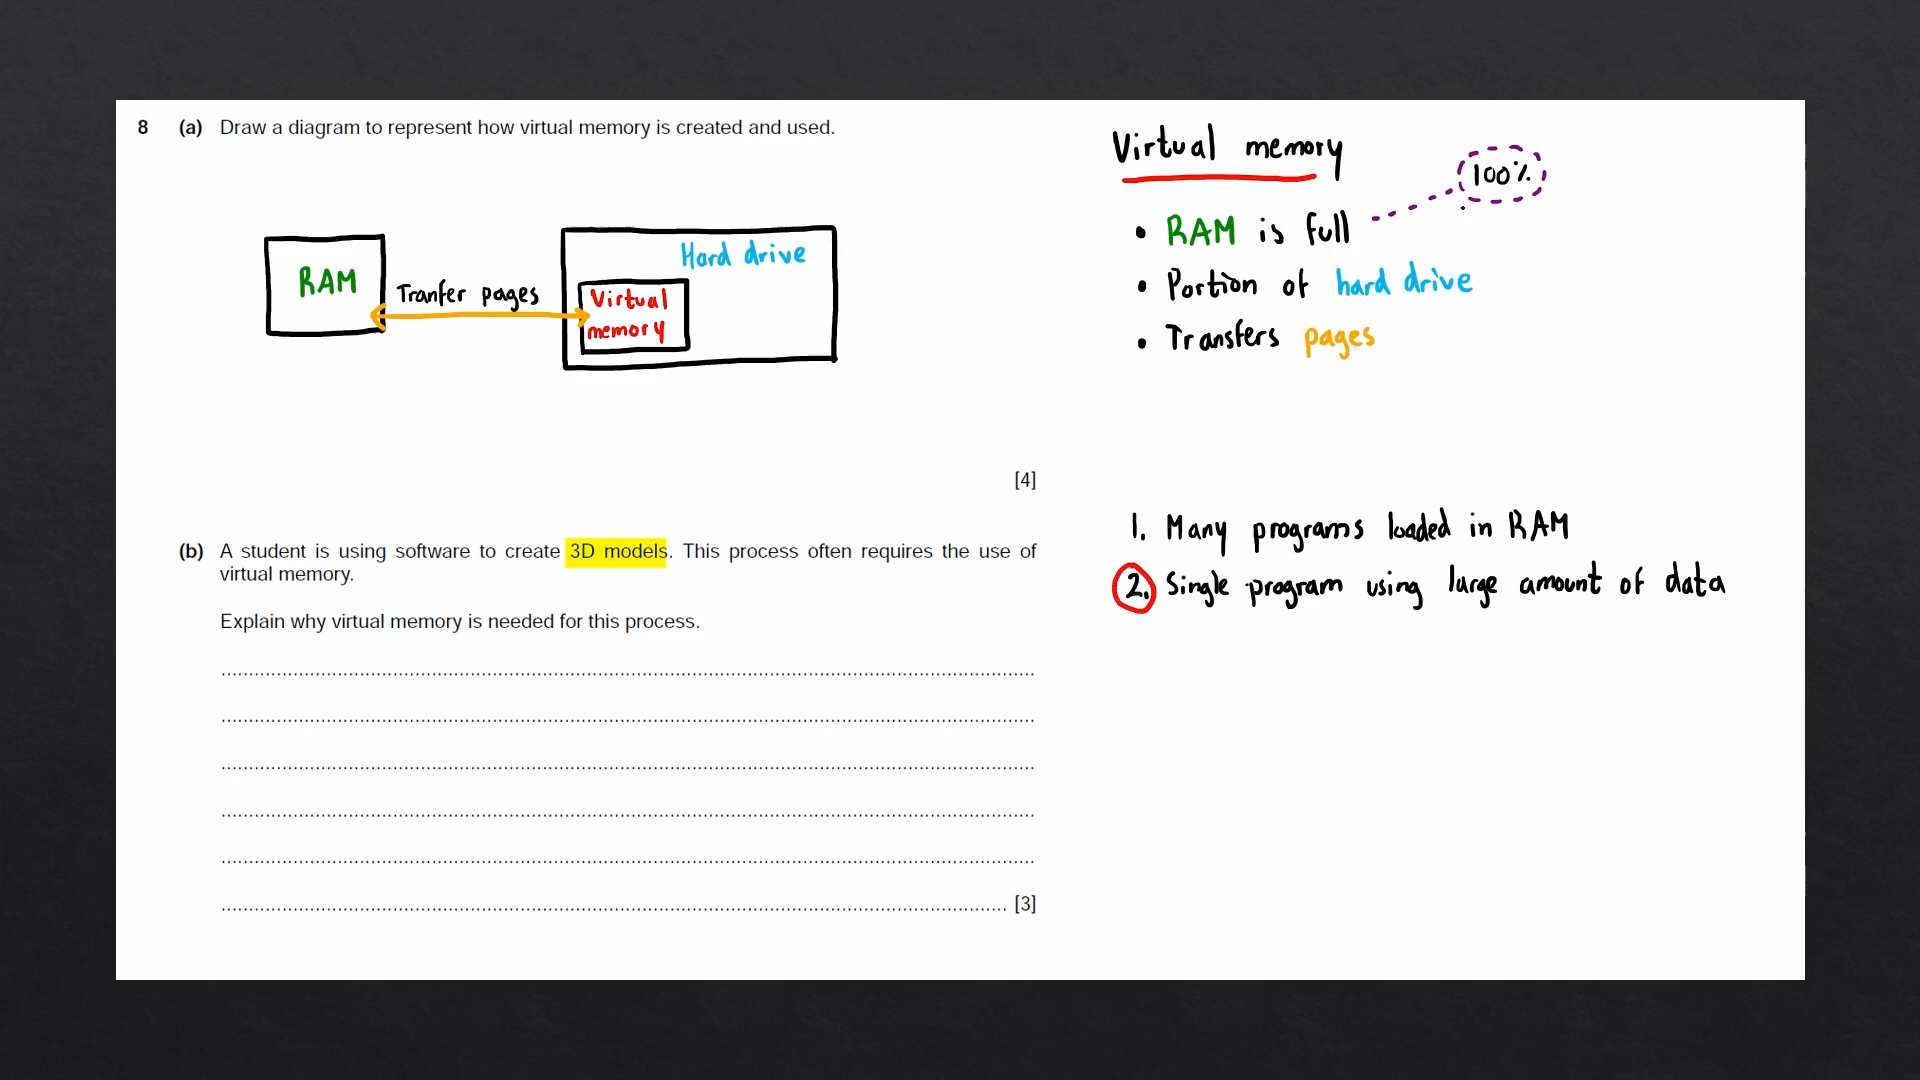 8 (a) Draw a diagram to represent how virtual memory is created and used.
RAM
Tranfer pages
Hard drive
Virtual
memory
[4]
(b) A student is using software to create 3D models. This process often requires the use of
virtual memory.
Explain why virtual memory is needed for this process.
[3]
Virtual memory
100%
• RAM is full
• Portion of hard drive
• Transfers pages
1. Many programs loaded in RAM
2. Single program using large amount of data